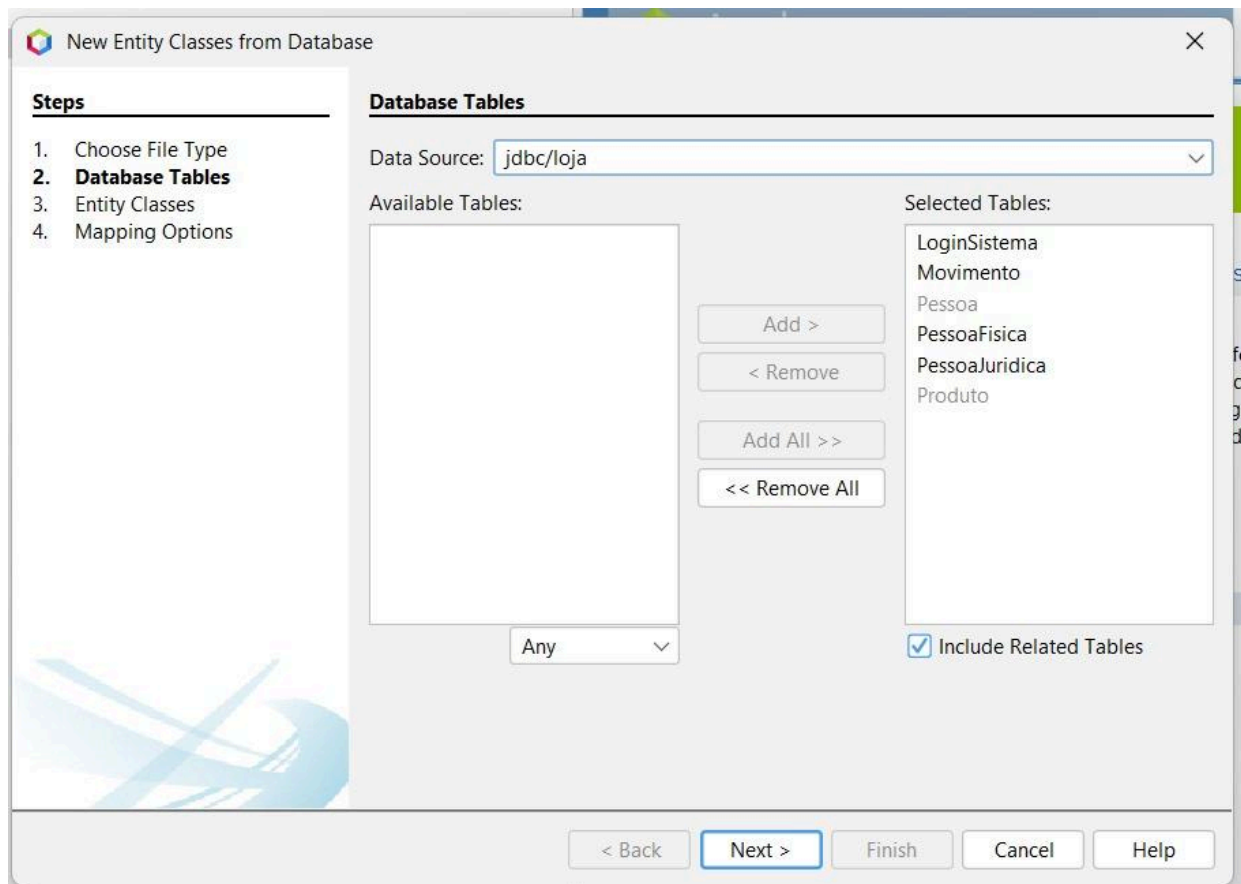 New Entity Classes from Database
Steps
1. Choose File Type
2. Database Tables
3. Entity Classes
4. Mapping Options
Database Tables
Data Source: jdbc/loja
Available Tables:
Selected Tables:
LoginSistema
Movimento
Pessoa
PessoaFisica
PessoaJuridica
Produto
Add >
< Remove
Add All >>
<< Remove All
Any
Include Related Tables
< Back
Next >
Finish
Cancel
Help